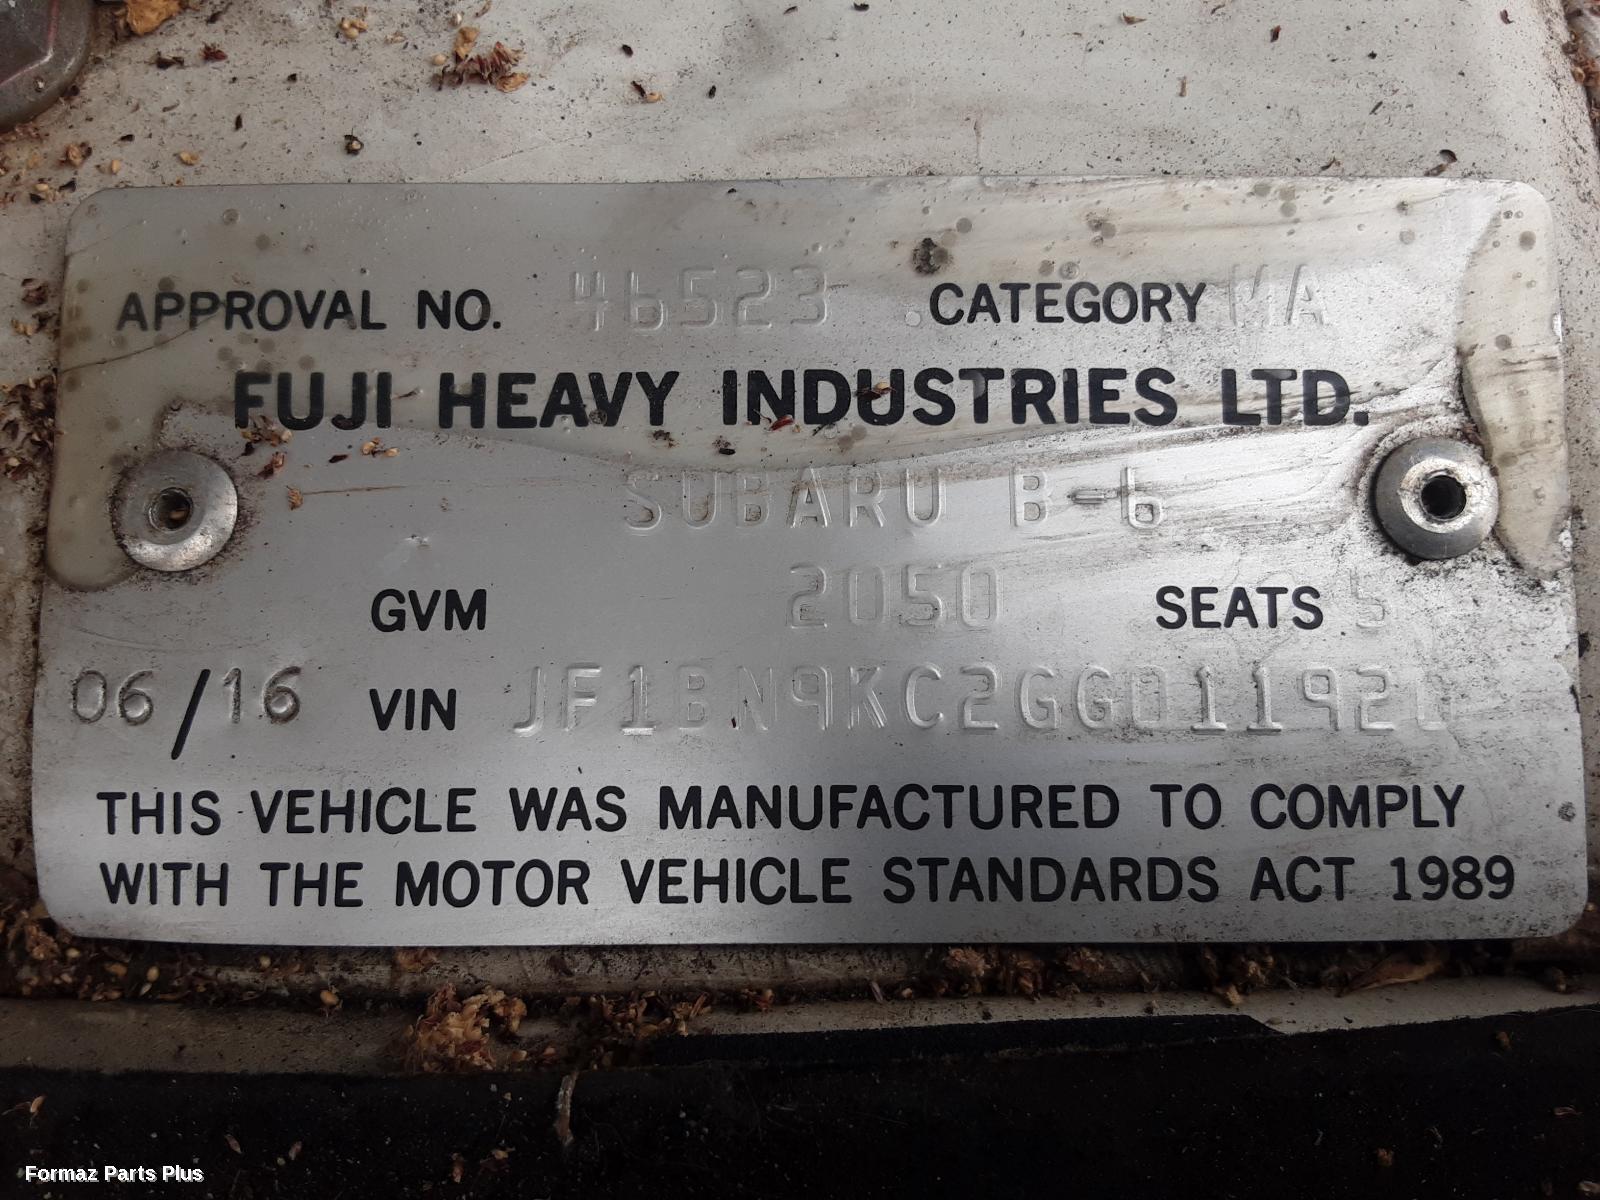 APPROVAL NO. 46523 CATEGORY MA
FUJI HEAVY INDUSTRIES LTD.
SUBARU B-6
GVM 2050 SEATS 5
06/16 VIN JF1BN9KC2GG011920
THIS VEHICLE WAS MANUFACTURED TO COMPLY
WITH THE MOTOR VEHICLE STANDARDS ACT 1989
Formaz Parts Plus